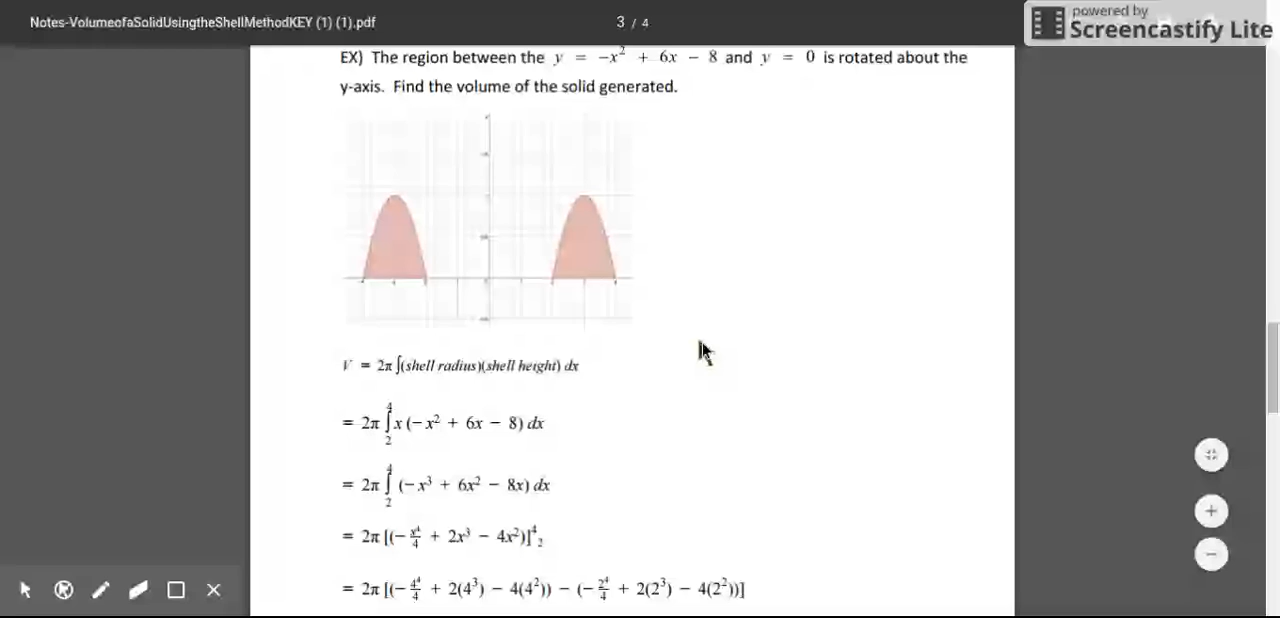 Notes-VolumeofaSolidUsingtheShellMethodKEY (1) (1).pdf
3 / 4
powered by
Screencastify Lite
EX) The region between the y = −x² + 6x − 8 and y = 0 is rotated about the
y-axis. Find the volume of the solid generated.
V = 2π ∫(shell radius)(shell height) dx
= 2π ∫₂⁴ x (− x² + 6x − 8) dx
= 2π ∫₂⁴ (− x³ + 6x² − 8x) dx
= 2π [(− x⁴/4 + 2x³ − 4x²)]⁴₂
= 2π [(− 4⁴/4 + 2(4³) − 4(4²)) − (− 2⁴/4 + 2(2³) − 4(2²))]